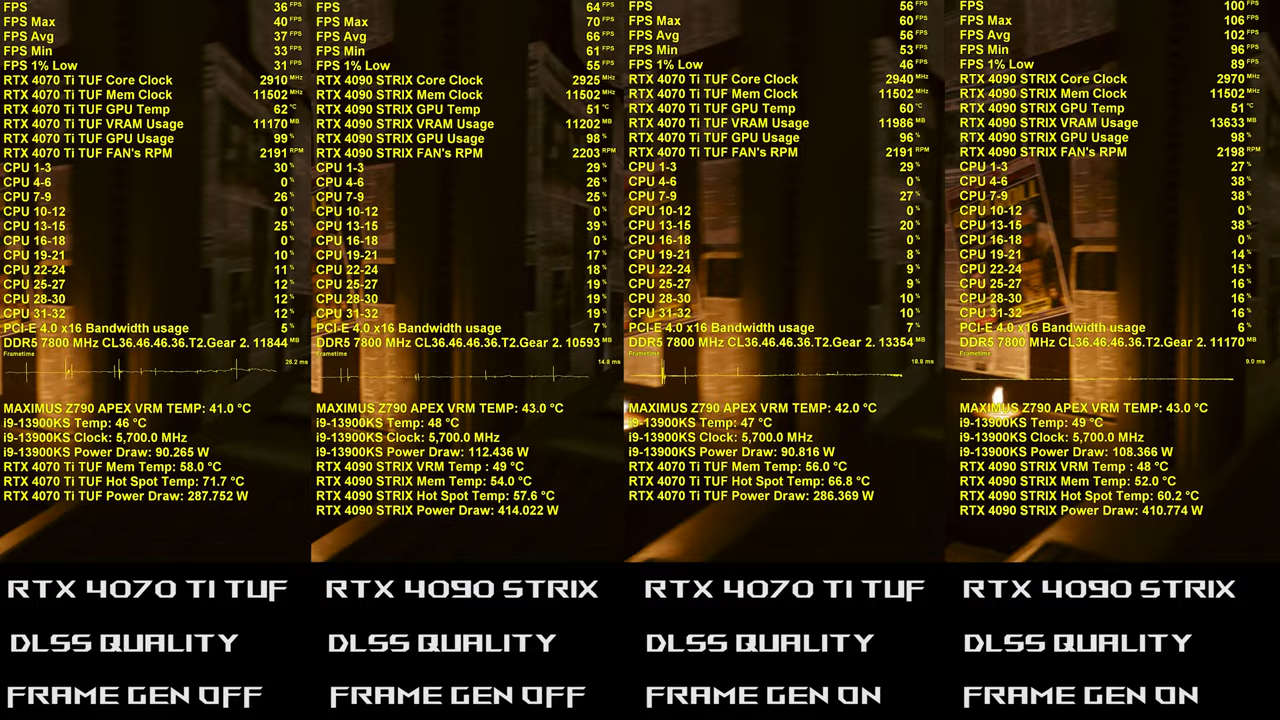 FPS 36 FPS
FPS Max 40 FPS
FPS Avg 37 FPS
FPS Min 33 FPS
FPS 1% Low 31 FPS
RTX 4070 Ti TUF Core Clock 2910 MHz
RTX 4070 Ti TUF Mem Clock 11502 MHz
RTX 4070 Ti TUF GPU Temp 62 °C
RTX 4070 Ti TUF VRAM Usage 11170 MB
RTX 4070 Ti TUF GPU Usage 99 %
RTX 4070 Ti TUF FAN's RPM 2191 RPM
CPU 1-3 30 %
CPU 4-6 0 %
CPU 7-9 26 %
CPU 10-12 0 %
CPU 13-15 25 %
CPU 16-18 0 %
CPU 19-21 10 %
CPU 22-24 11 %
CPU 25-27 12 %
CPU 28-30 12 %
CPU 31-32 12 %
PCI-E 4.0 x16 Bandwidth usage 5 %
DDR5 7800 MHz CL36.46.46.36.T2.Gear 2. 11844 MB
Frametime
26.2 ms
MAXIMUS Z790 APEX VRM TEMP: 41.0 °C
i9-13900KS Temp: 46 °C
i9-13900KS Clock: 5,700.0 MHz
i9-13900KS Power Draw: 90.265 W
RTX 4070 Ti TUF Mem Temp: 58.0 °C
RTX 4070 Ti TUF Hot Spot Temp: 71.7 °C
RTX 4070 Ti TUF Power Draw: 287.752 W
RTX 4070 TI TUF
DLSS QUALITY
FRAME GEN OFF
FPS 64 FPS
FPS Max 70 FPS
FPS Avg 66 FPS
FPS Min 61 FPS
FPS 1% Low 55 FPS
RTX 4090 STRIX Core Clock 2925 MHz
RTX 4090 STRIX Mem Clock 11502 MHz
RTX 4090 STRIX GPU Temp 51 °C
RTX 4090 STRIX VRAM Usage 11202 MB
RTX 4090 STRIX GPU Usage 98 %
RTX 4090 STRIX FAN's RPM 2203 RPM
CPU 1-3 29 %
CPU 4-6 26 %
CPU 7-9 25 %
CPU 10-12 0 %
CPU 13-15 39 %
CPU 16-18 0 %
CPU 19-21 17 %
CPU 22-24 18 %
CPU 25-27 19 %
CPU 28-30 19 %
CPU 31-32 19 %
PCI-E 4.0 x16 Bandwidth usage 7 %
DDR5 7800 MHz CL36.46.46.36.T2.Gear 2. 10593 MB
Frametime
14.8 ms
MAXIMUS Z790 APEX VRM TEMP: 43.0 °C
i9-13900KS Temp: 48 °C
i9-13900KS Clock: 5,700.0 MHz
i9-13900KS Power Draw: 112.436 W
RTX 4090 STRIX VRM Temp : 49 °C
RTX 4090 STRIX Mem Temp: 54.0 °C
RTX 4090 STRIX Hot Spot Temp: 57.6 °C
RTX 4090 STRIX Power Draw: 414.022 W
RTX 4090 STRIX
DLSS QUALITY
FRAME GEN OFF
FPS 56 FPS
FPS Max 60 FPS
FPS Avg 56 FPS
FPS Min 53 FPS
FPS 1% Low 46 FPS
RTX 4070 Ti TUF Core Clock 2940 MHz
RTX 4070 Ti TUF Mem Clock 11502 MHz
RTX 4070 Ti TUF GPU Temp 60 °C
RTX 4070 Ti TUF VRAM Usage 11986 MB
RTX 4070 Ti TUF GPU Usage 96 %
RTX 4070 Ti TUF FAN's RPM 2191 RPM
CPU 1-3 29 %
CPU 4-6 0 %
CPU 7-9 27 %
CPU 10-12 0 %
CPU 13-15 20 %
CPU 16-18 0 %
CPU 19-21 8 %
CPU 22-24 9 %
CPU 25-27 9 %
CPU 28-30 10 %
CPU 31-32 10 %
PCI-E 4.0 x16 Bandwidth usage 7 %
DDR5 7800 MHz CL36.46.46.36.T2.Gear 2. 13354 MB
Frametime
18.8 ms
MAXIMUS Z790 APEX VRM TEMP: 42.0 °C
i9-13900KS Temp: 47 °C
i9-13900KS Clock: 5,700.0 MHz
i9-13900KS Power Draw: 90.816 W
RTX 4070 Ti TUF Mem Temp: 56.0 °C
RTX 4070 Ti TUF Hot Spot Temp: 66.8 °C
RTX 4070 Ti TUF Power Draw: 286.369 W
RTX 4070 TI TUF
DLSS QUALITY
FRAME GEN ON
FPS 100 FPS
FPS Max 106 FPS
FPS Avg 102 FPS
FPS Min 96 FPS
FPS 1% Low 89 FPS
RTX 4090 STRIX Core Clock 2970 MHz
RTX 4090 STRIX Mem Clock 11502 MHz
RTX 4090 STRIX GPU Temp 51 °C
RTX 4090 STRIX VRAM Usage 13633 MB
RTX 4090 STRIX GPU Usage 98 %
RTX 4090 STRIX FAN's RPM 2198 RPM
CPU 1-3 27 %
CPU 4-6 38 %
CPU 7-9 38 %
CPU 10-12 0 %
CPU 13-15 38 %
CPU 16-18 0 %
CPU 19-21 14 %
CPU 22-24 15 %
CPU 25-27 16 %
CPU 28-30 16 %
CPU 31-32 16 %
PCI-E 4.0 x16 Bandwidth usage 6 %
DDR5 7800 MHz CL36.46.46.36.T2.Gear 2. 11170 MB
Frametime
9.0 ms
MAXIMUS Z790 APEX VRM TEMP: 43.0 °C
i9-13900KS Temp: 49 °C
i9-13900KS Clock: 5,700.0 MHz
i9-13900KS Power Draw: 108.366 W
RTX 4090 STRIX VRM Temp : 48 °C
RTX 4090 STRIX Mem Temp: 52.0 °C
RTX 4090 STRIX Hot Spot Temp: 60.2 °C
RTX 4090 STRIX Power Draw: 410.774 W
RTX 4090 STRIX
DLSS QUALITY
FRAME GEN ON